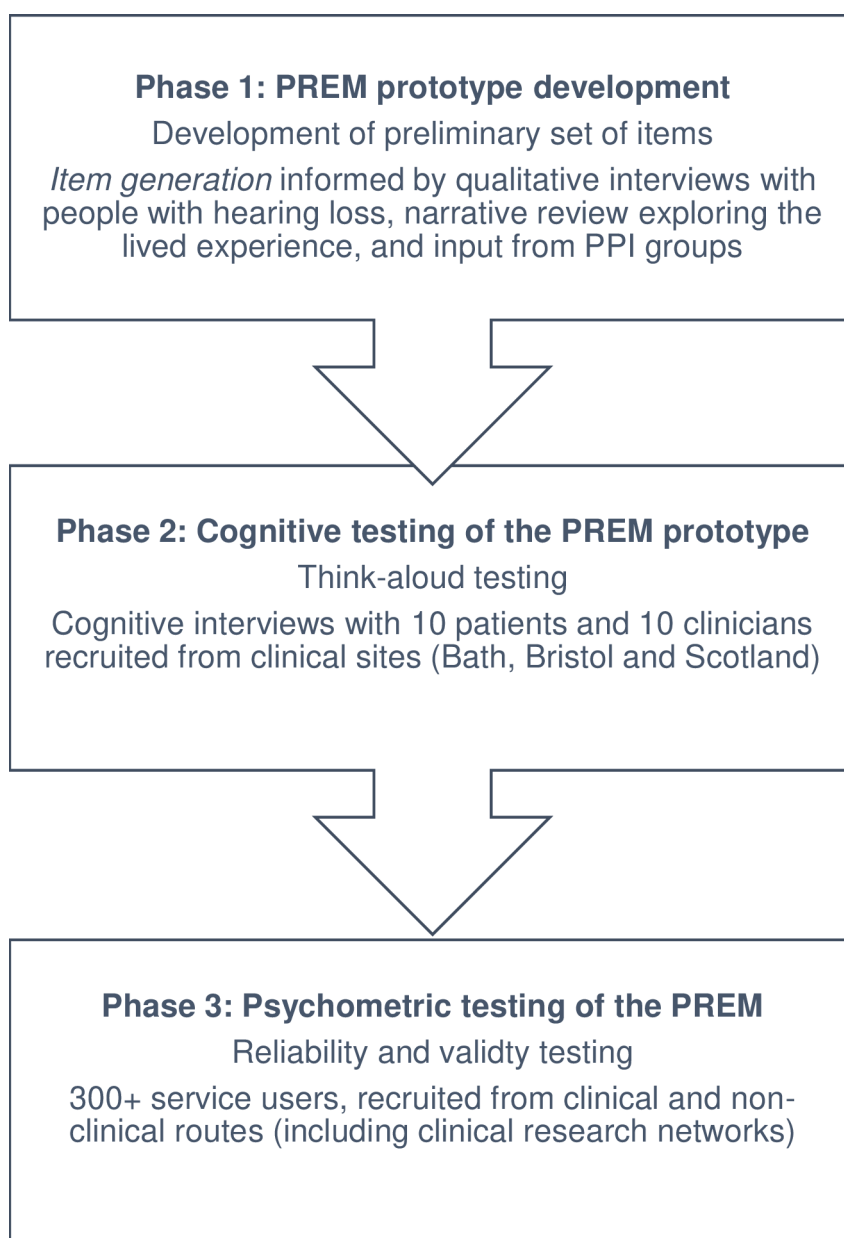 Phase 1: PREM prototype development
Development of preliminary set of items
Item generation informed by qualitative interviews with
people with hearing loss, narrative review exploring the
lived experience, and input from PPI groups
Phase 2: Cognitive testing of the PREM prototype
Think-aloud testing
Cognitive interviews with 10 patients and 10 clinicians
recruited from clinical sites (Bath, Bristol and Scotland)
Phase 3: Psychometric testing of the PREM
Reliability and validty testing
300+ service users, recruited from clinical and non-
clinical routes (including clinical research networks)